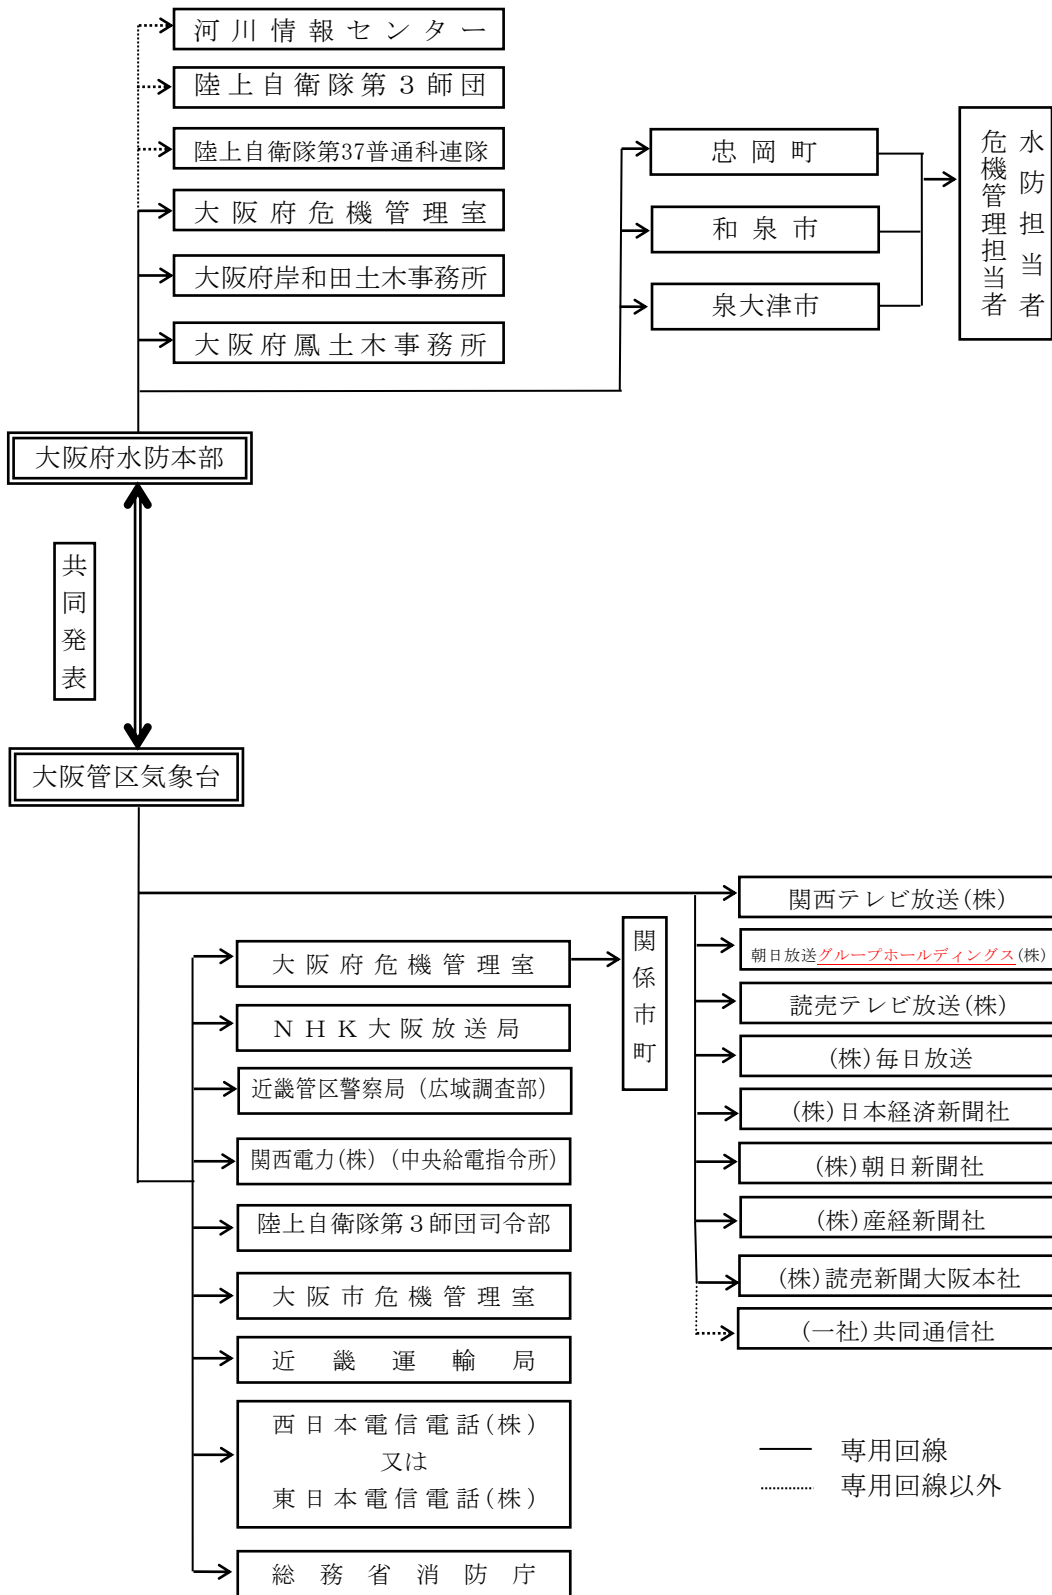 河川情報センター
陸上自衛隊第３師団
陸上自衛隊第37普通科連隊
大阪府危機管理室
大阪府岸和田土木事務所
大阪府鳳土木事務所
忠岡町
和泉市
泉大津市
水防担当者
危機管理担当者
大阪府水防本部
共同発表
大阪管区気象台
関西テレビ放送(株)
朝日放送グループホールディングス(株)
読売テレビ放送(株)
(株)毎日放送
(株)日本経済新聞社
(株)朝日新聞社
(株)産経新聞社
(株)読売新聞大阪本社
(一社)共同通信社
大阪府危機管理室
関係市町
ＮＨＫ大阪放送局
近畿管区警察局（広域調査部）
関西電力(株)（中央給電指令所）
陸上自衛隊第３師団司令部
大阪市危機管理室
近畿運輸局
西日本電信電話(株)
又は
東日本電信電話(株)
総務省消防庁
専用回線
専用回線以外